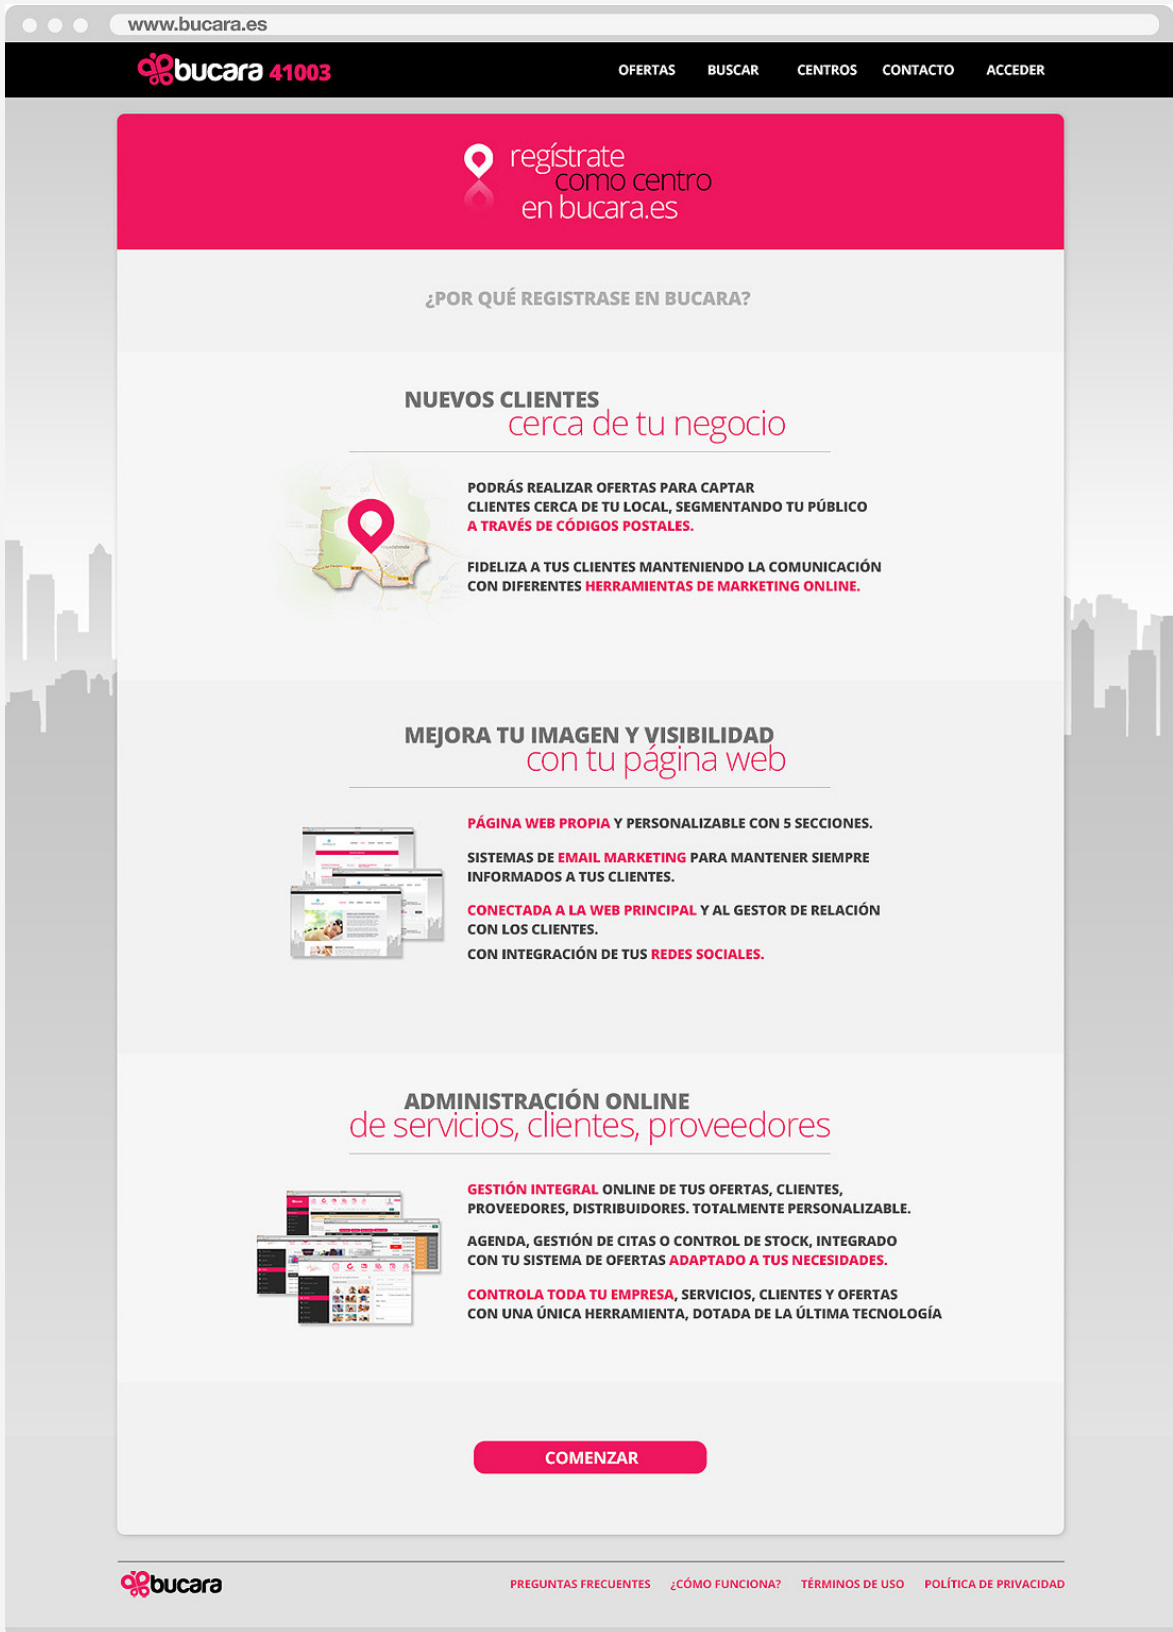 www.bucara.es
bucara 41003
OFERTAS BUSCAR CENTROS CONTACTO ACCEDER
regístrate
como centro
en bucara.es
¿POR QUÉ REGISTRASE EN BUCARA?
NUEVOS CLIENTES
cerca de tu negocio
PODRÁS REALIZAR OFERTAS PARA CAPTAR
CLIENTES CERCA DE TU LOCAL, SEGMENTANDO TU PÚBLICO
A TRAVÉS DE CÓDIGOS POSTALES.
FIDELIZA A TUS CLIENTES MANTENIENDO LA COMUNICACIÓN
CON DIFERENTES HERRAMIENTAS DE MARKETING ONLINE.
MEJORA TU IMAGEN Y VISIBILIDAD
con tu página web
PÁGINA WEB PROPIA Y PERSONALIZABLE CON 5 SECCIONES.
SISTEMAS DE EMAIL MARKETING PARA MANTENER SIEMPRE
INFORMADOS A TUS CLIENTES.
CONECTADA A LA WEB PRINCIPAL Y AL GESTOR DE RELACIÓN
CON LOS CLIENTES.
CON INTEGRACIÓN DE TUS REDES SOCIALES.
ADMINISTRACIÓN ONLINE
de servicios, clientes, proveedores
GESTIÓN INTEGRAL ONLINE DE TUS OFERTAS, CLIENTES,
PROVEEDORES, DISTRIBUIDORES. TOTALMENTE PERSONALIZABLE.
AGENDA, GESTIÓN DE CITAS O CONTROL DE STOCK, INTEGRADO
CON TU SISTEMA DE OFERTAS ADAPTADO A TUS NECESIDADES.
CONTROLA TODA TU EMPRESA, SERVICIOS, CLIENTES Y OFERTAS
CON UNA ÚNICA HERRAMIENTA, DOTADA DE LA ÚLTIMA TECNOLOGÍA
COMENZAR
bucara
PREGUNTAS FRECUENTES ¿CÓMO FUNCIONA? TÉRMINOS DE USO POLÍTICA DE PRIVACIDAD